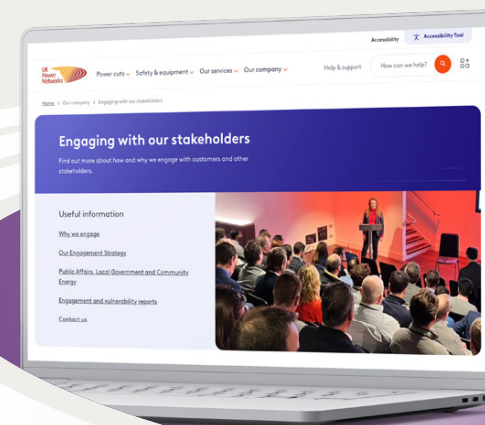 Accessibility
Accessibility Tool
UK
Power
Networks
Power cuts
Safety & equipment
Our services
Our company
Help & support
How can we help?
Home > Our company > Engaging with our stakeholders
Engaging with our stakeholders
Find out more about how and why we engage with customers and other
stakeholders.
Useful information
Why we engage
Our Engagement Strategy
Public Affairs, Local Government and Community
Energy
Engagement and vulnerability reports
Contact us